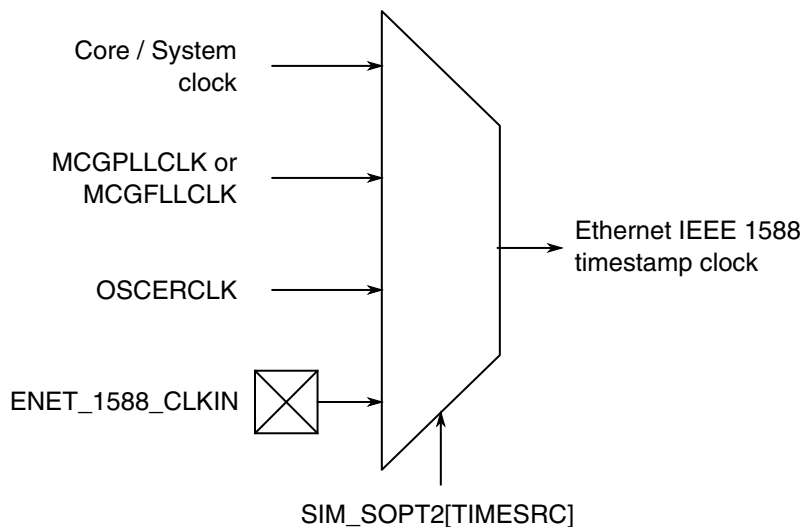 Core / System
clock
MCGPLLCLK or
MCGFLLCLK
OSCERCLK
ENET_1588_CLKIN
Ethernet IEEE 1588
timestamp clock
SIM_SOPT2[TIMESRC]